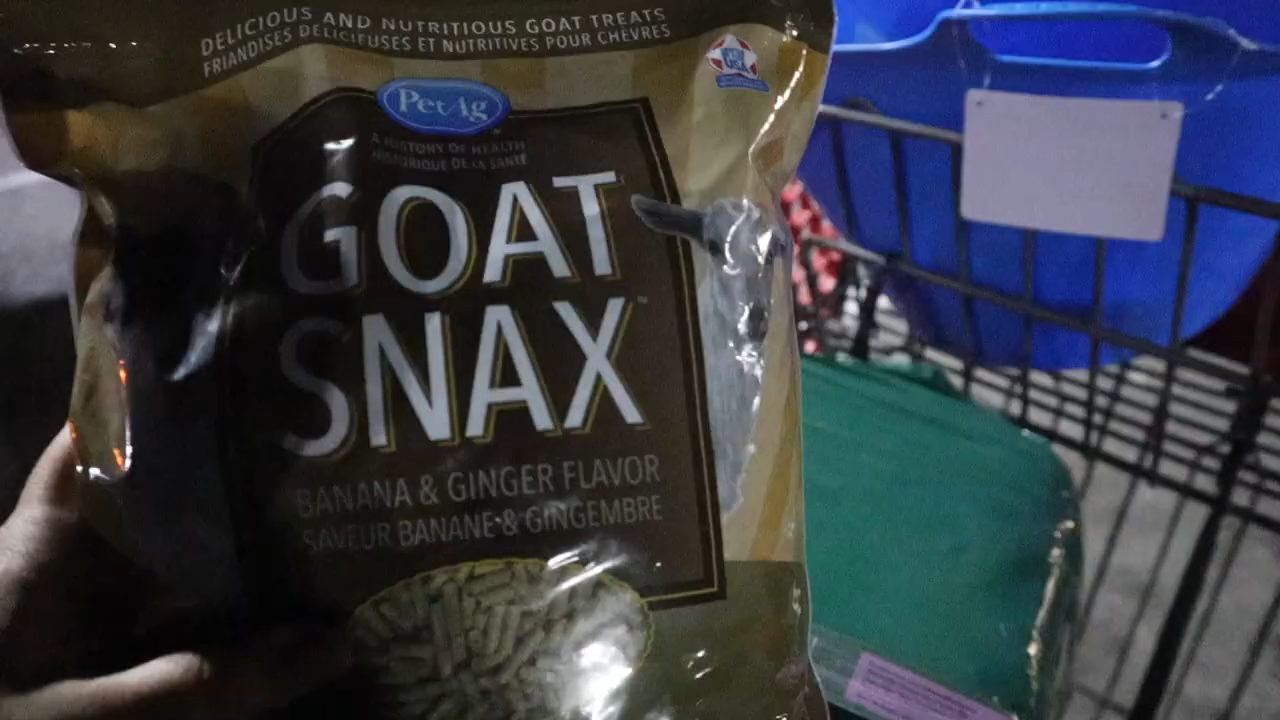 DELICIOUS AND NUTRITIOUS GOAT TREATS
FRIANDISES DÉLICIEUSES ET NUTRITIVES POUR CHÈVRES
PetAg
A HISTORY OF HEALTH
HISTORIQUE DE LA SANTÉ
GOAT
SNAX™
BANANA & GINGER FLAVOR
SAVEUR BANANE & GINGEMBRE